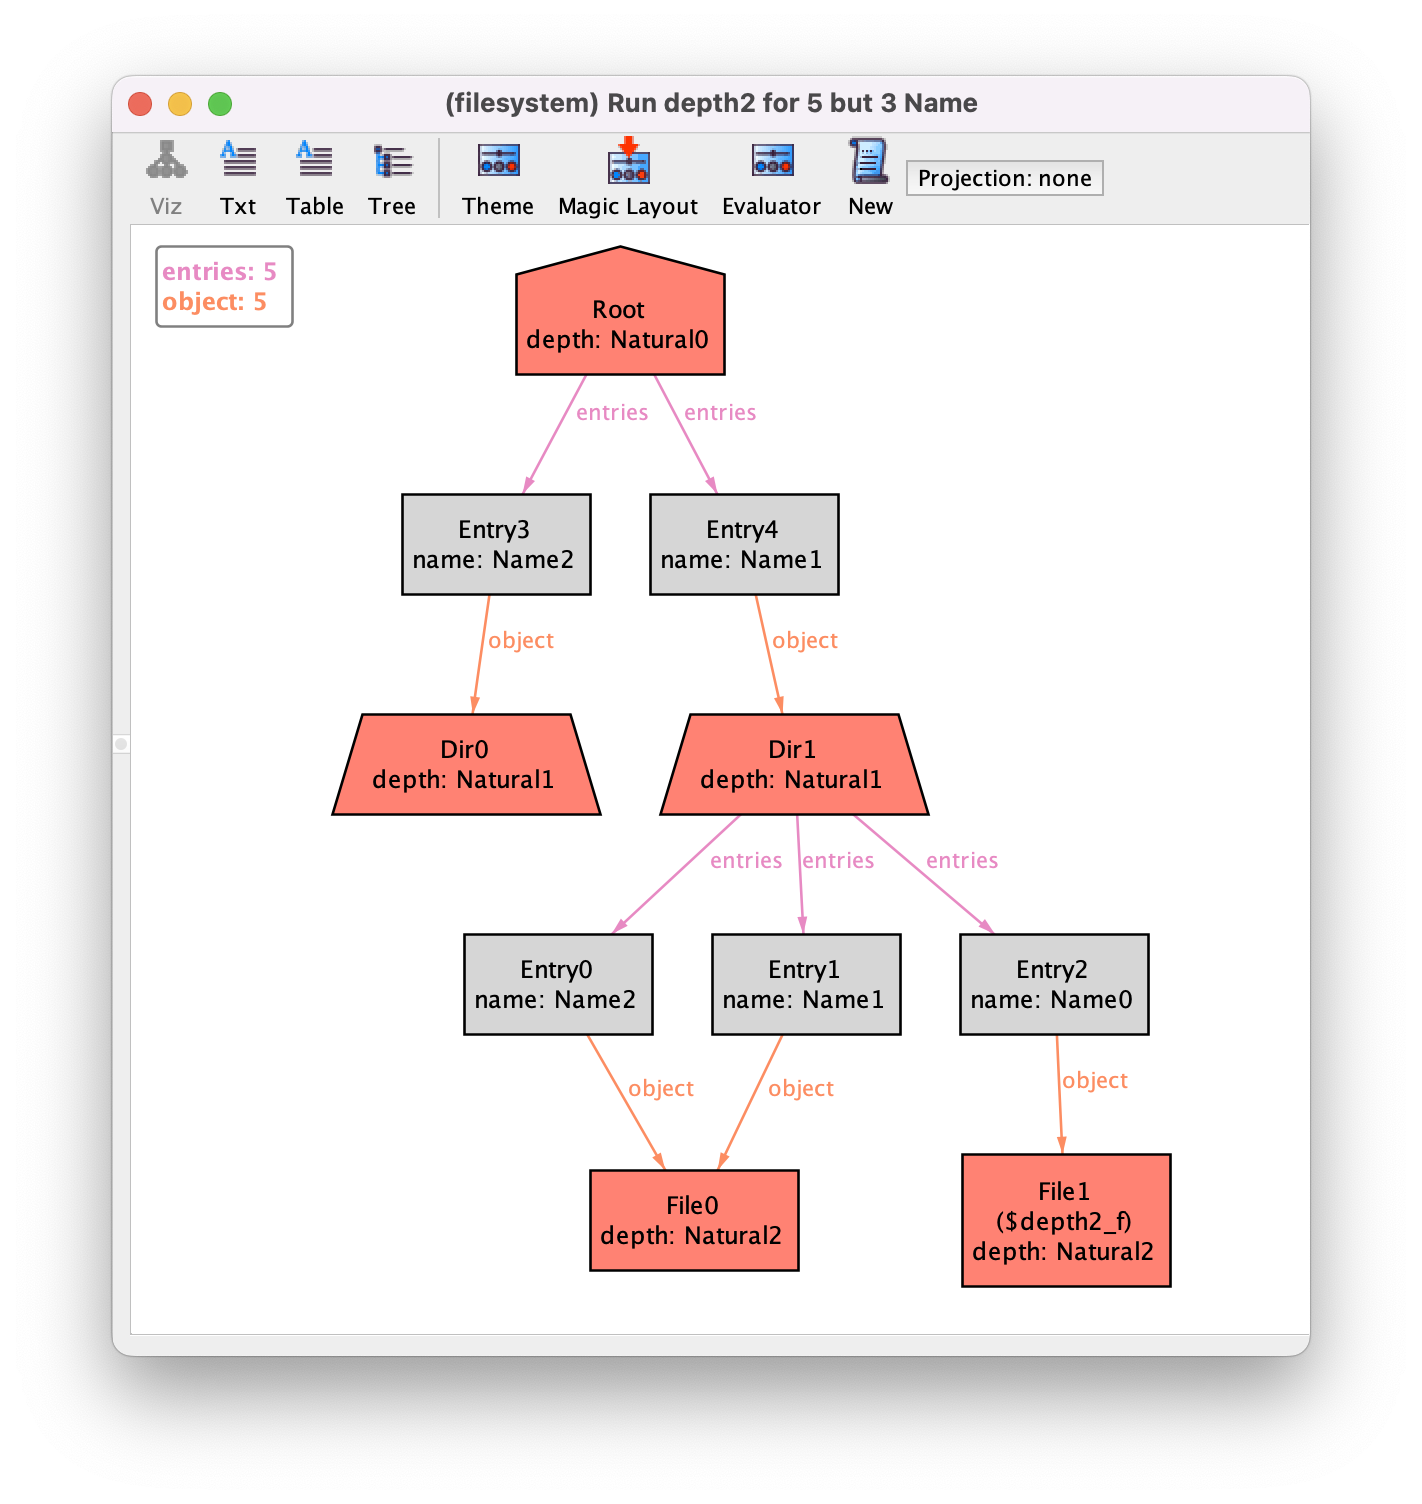 (filesystem) Run depth2 for 5 but 3 Name
Viz
Txt
Table
Tree
Theme
Magic Layout
Evaluator
New
Projection: none
entries: 5
object: 5
Root
depth: Natural0
entries
entries
Entry3
name: Name2
Entry4
name: Name1
object
object
Dir0
depth: Natural1
Dir1
depth: Natural1
entries
entries
entries
Entry0
name: Name2
Entry1
name: Name1
Entry2
name: Name0
object
object
object
File0
depth: Natural2
File1
($depth2_f)
depth: Natural2